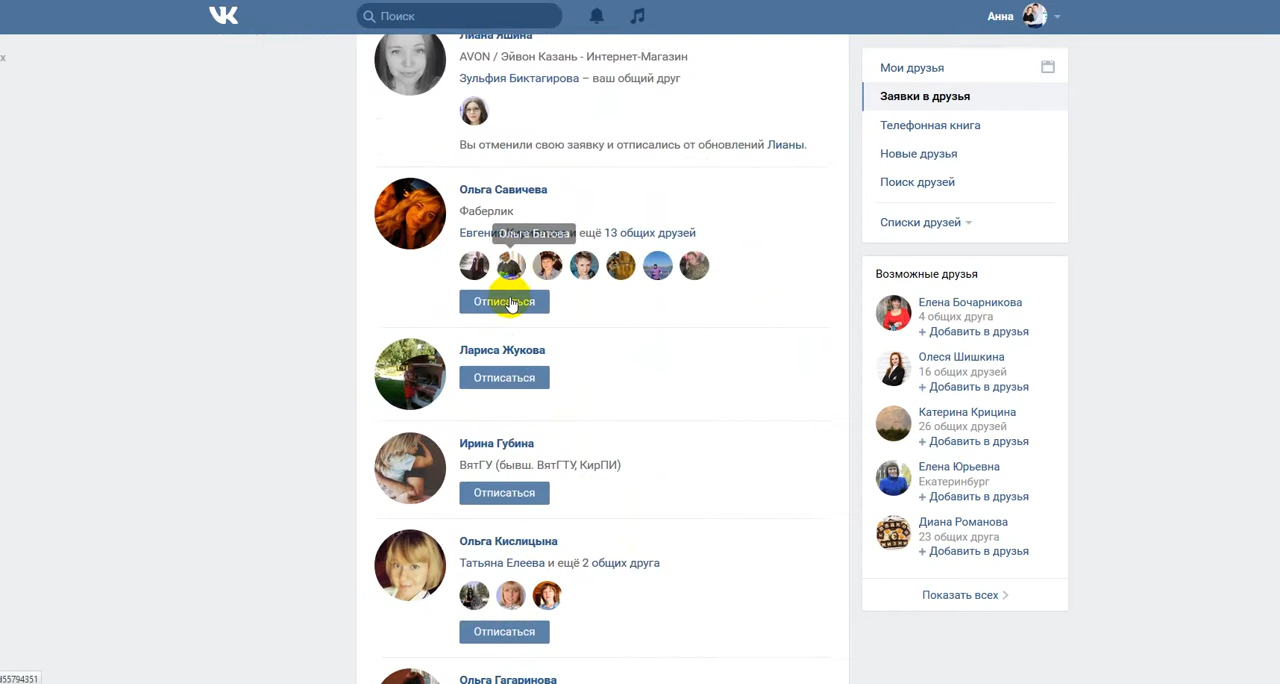 VK
Поиск
Анна
х
Лиана Яшина
AVON / Эйвон Казань - Интернет-Магазин
Зульфия Биктагирова – ваш общий друг
Вы отменили свою заявку и отписались от обновлений Лианы.
Ольга Савичева
Фаберлик
и ещё 13 общих друзей
Ольга Батова
Отписаться
Лариса Жукова
Отписаться
Ирина Губина
ВятГУ (бывш. ВятГТУ, КирПИ)
Отписаться
Ольга Кислицына
Татьяна Елеева и ещё 2 общих друга
Отписаться
Ольга Гагаринова
Мои друзья
Заявки в друзья
Телефонная книга
Новые друзья
Поиск друзей
Списки друзей
Возможные друзья
Елена Бочарникова
4 общих друга
+ Добавить в друзья
Олеся Шишкина
16 общих друзей
+ Добавить в друзья
Катерина Крицина
26 общих друзей
+ Добавить в друзья
Елена Юрьевна
Екатеринбург
+ Добавить в друзья
Диана Романова
23 общих друга
+ Добавить в друзья
Показать всех
d55794351